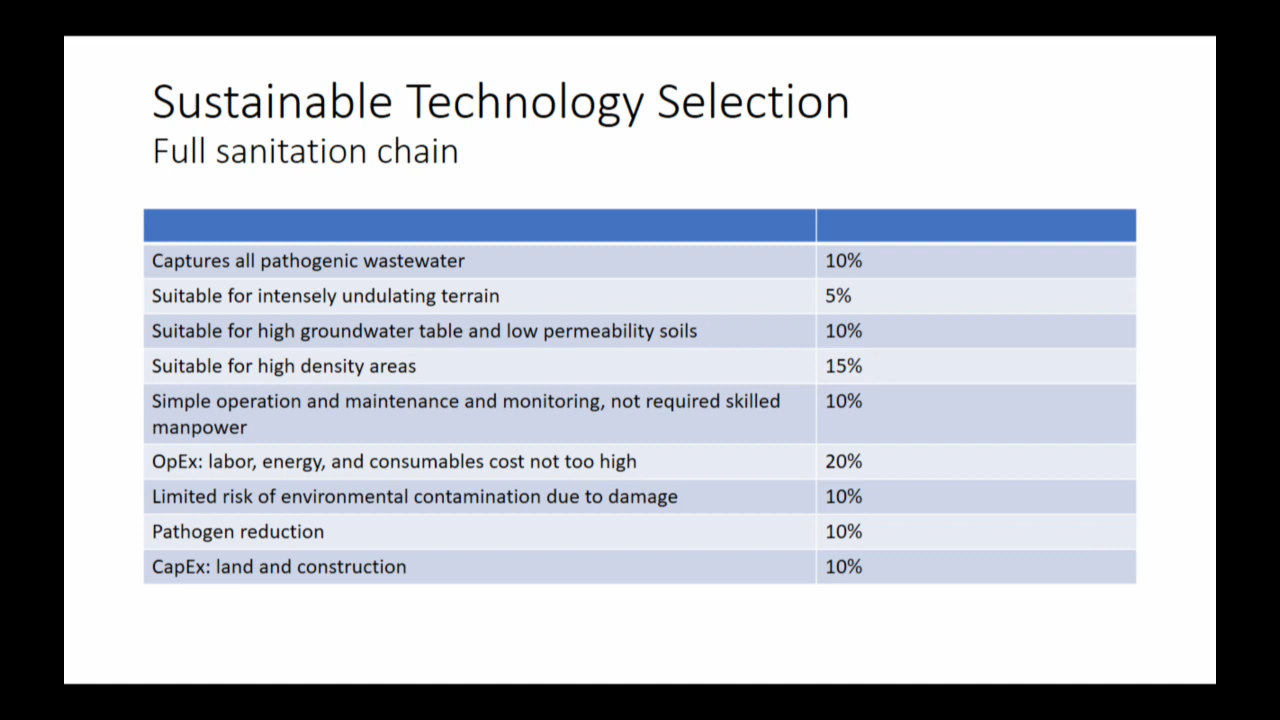 Sustainable Technology Selection
Full sanitation chain
Captures all pathogenic wastewater 10%
Suitable for intensely undulating terrain 5%
Suitable for high groundwater table and low permeability soils 10%
Suitable for high density areas 15%
Simple operation and maintenance and monitoring, not required skilled 10%
manpower
OpEx: labor, energy, and consumables cost not too high 20%
Limited risk of environmental contamination due to damage 10%
Pathogen reduction 10%
CapEx: land and construction 10%